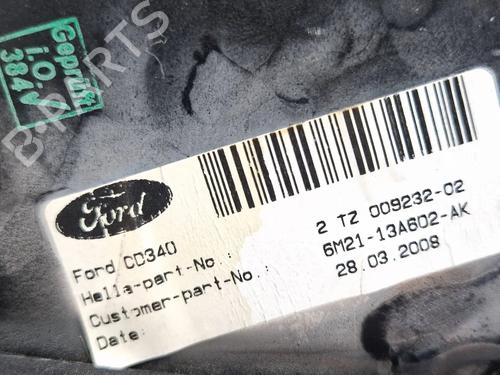 Geprüft
i.O.
384V
B-PARTS
Ford
Ford CD340
Hella-part-No.: 2 TZ 009232-02
Customer-part-No.: 6M21-13A602-AK
Date: 28.03.2008